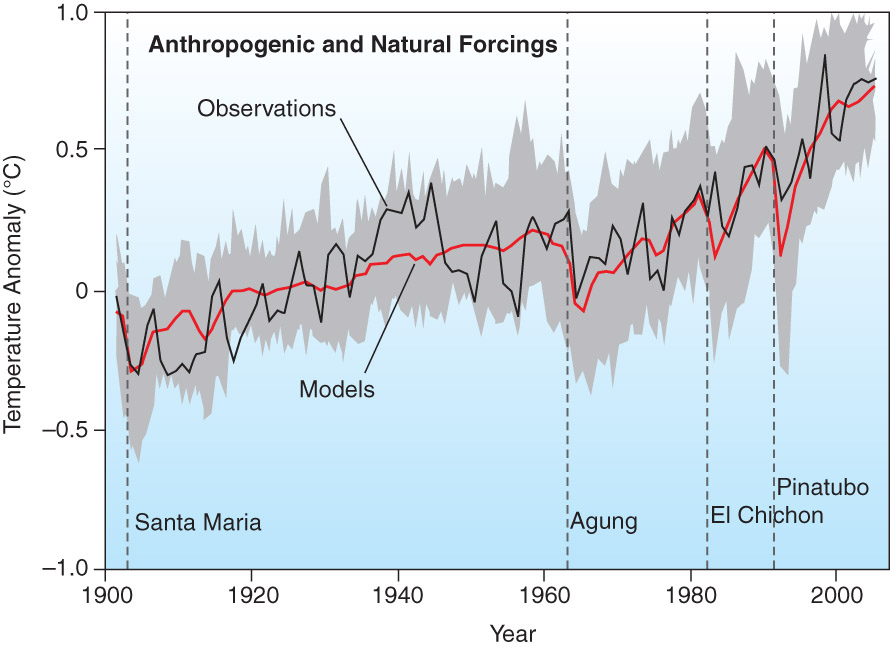 Anthropogenic and Natural Forcings
Observations
Models
Santa Maria
Agung
El Chichon
Pinatubo
Temperature Anomaly (°C)
1.0
0.5
0
–0.5
–1.0
1900 1920 1940 1960 1980 2000
Year